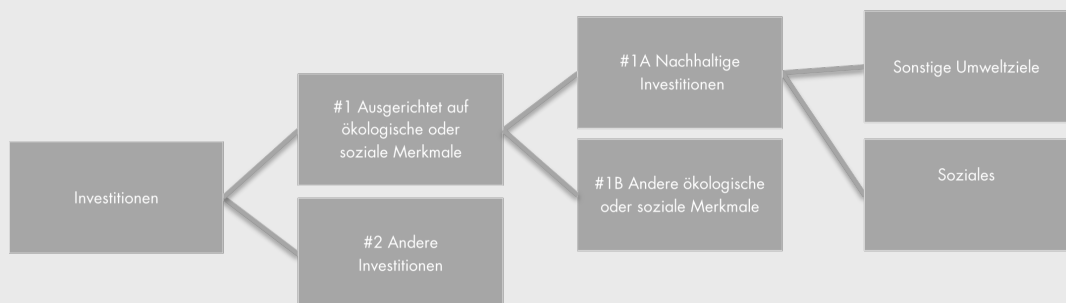 Investitionen
#1 Ausgerichtet auf
ökologische oder
soziale Merkmale
#2 Andere
Investitionen
#1A Nachhaltige
Investitionen
#1B Andere ökologische
oder soziale Merkmale
Sonstige Umweltziele
Soziales